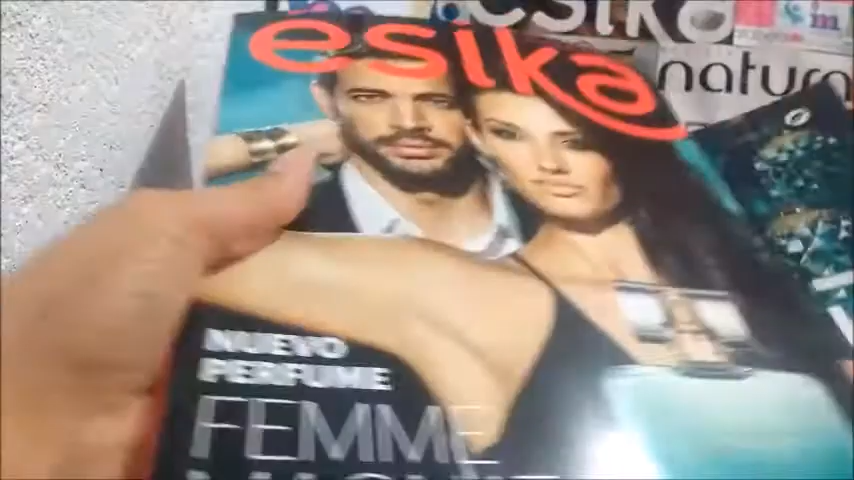 ésika
ésika
natura
NUEVO
PERFUME
FEMME